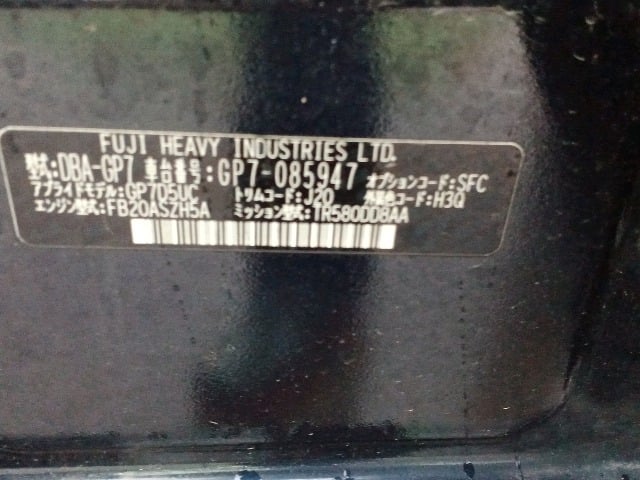 FUJI HEAVY INDUSTRIES LTD.
型式:DBA-GP7 車台番号:GP7-085947 オプションコード:SFC
アプライドモデル:GP7D5UC トリムコード:J20 外装色コード:H3Q
エンジン型式:FB20ASZH5A ミッション型式:TR580DD8AA